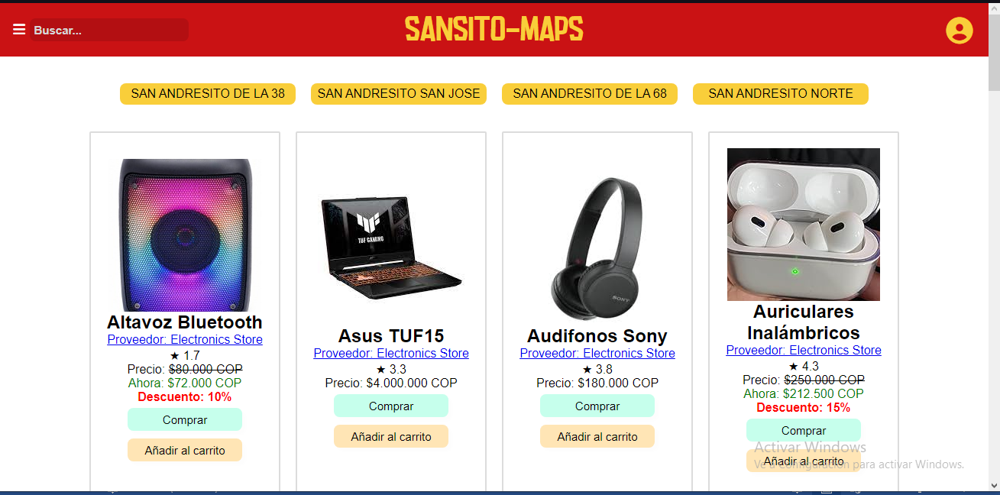 Buscar...
SANSITO-MAPS
SAN ANDRESITO DE LA 38
SAN ANDRESITO SAN JOSE
SAN ANDRESITO DE LA 68
SAN ANDRESITO NORTE
Altavoz Bluetooth
Proveedor: Electronics Store
★ 1.7
Precio: $80.000 COP
Ahora: $72.000 COP
Descuento: 10%
Comprar
Añadir al carrito
TUF GAMING
Asus TUF15
Proveedor: Electronics Store
★ 3.3
Precio: $4.000.000 COP
Comprar
Añadir al carrito
SONY
Audifonos Sony
Proveedor: Electronics Store
★ 3.8
Precio: $180.000 COP
Comprar
Añadir al carrito
Auriculares
Inalámbricos
Proveedor: Electronics Store
★ 4.3
Precio: $250.000 COP
Ahora: $212.500 COP
Descuento: 15%
Comprar
Añadir al carrito
Activar Windows
Ve a Configuración para activar Windows.